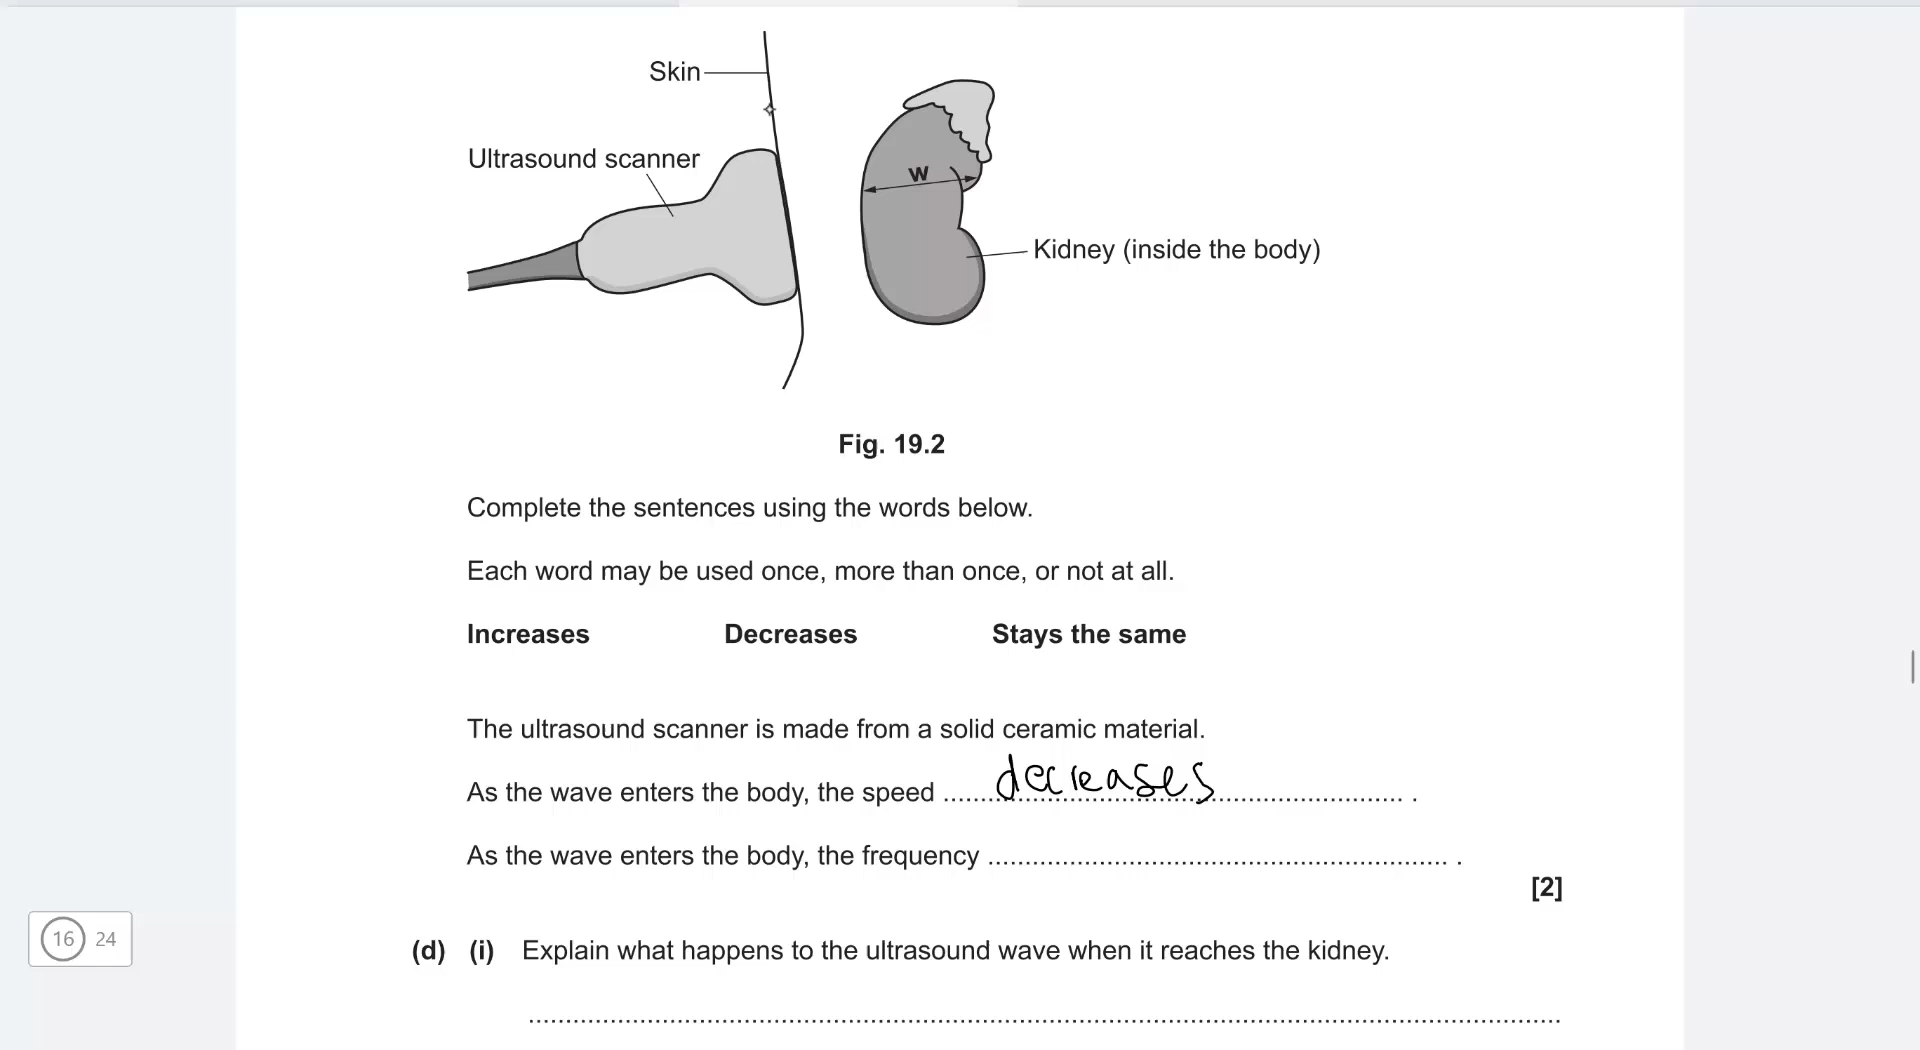 Skin
Ultrasound scanner
W
Kidney (inside the body)
Fig. 19.2
Complete the sentences using the words below.
Each word may be used once, more than once, or not at all.
Increases Decreases Stays the same
The ultrasound scanner is made from a solid ceramic material.
As the wave enters the body, the speed decreases .
As the wave enters the body, the frequency .
[2]
16 24
(d) (i) Explain what happens to the ultrasound wave when it reaches the kidney.